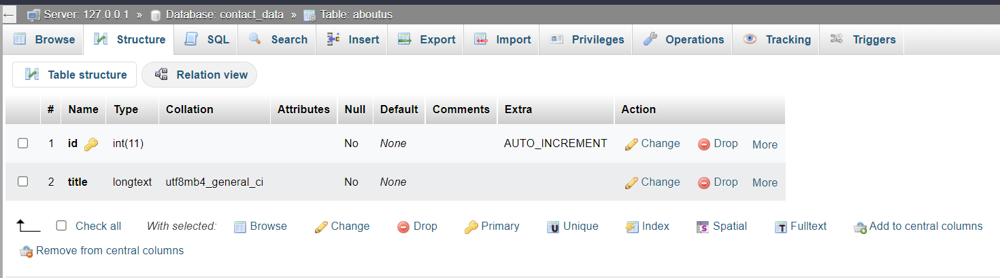 ← Server: 127.0.0.1 » Database: contact_data » Table: aboutus
Browse Structure SQL Search Insert Export Import Privileges Operations Tracking Triggers
Table structure Relation view
# Name Type Collation Attributes Null Default Comments Extra Action
1 id int(11) No None AUTO_INCREMENT Change Drop More
2 title longtext utf8mb4_general_ci No None Change Drop More
Check all With selected: Browse Change Drop Primary U Unique Index S Spatial T Fulltext Add to central columns
Remove from central columns